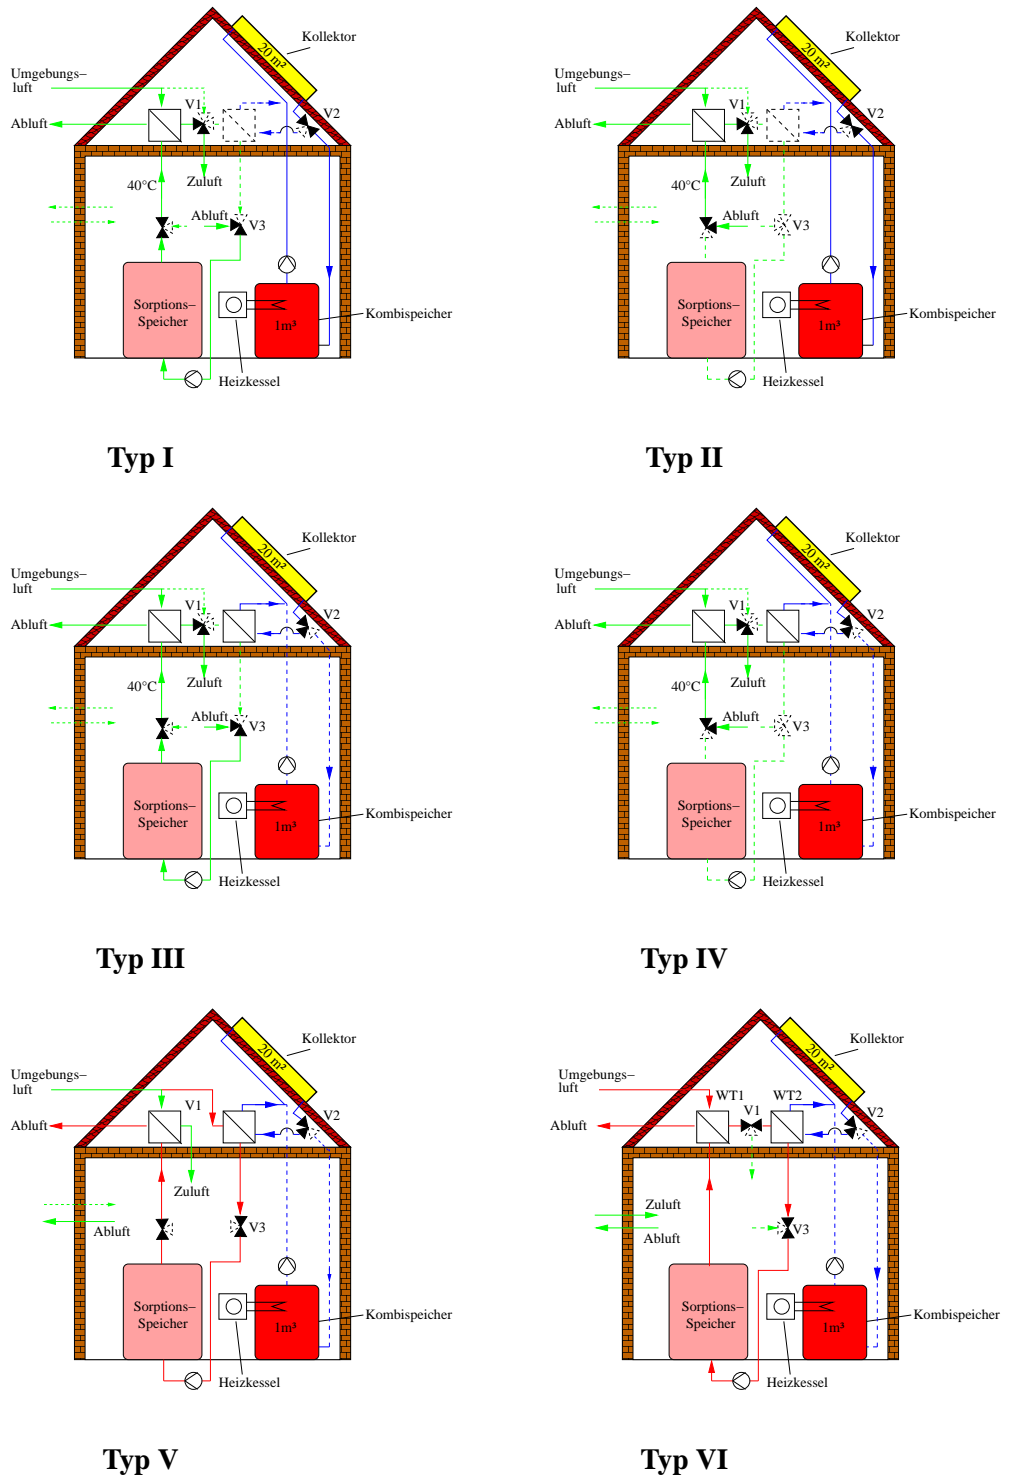 Kollektor
20 m²
Umgebungs–
luft
V1
V2
Abluft
Zuluft
40°C
Abluft
V3
Sorptions–
Speicher
1m³
Kombispeicher
Heizkessel
Typ I
Kollektor
20 m²
Umgebungs–
luft
V1
V2
Abluft
Zuluft
40°C
Abluft
V3
Sorptions–
Speicher
1m³
Kombispeicher
Heizkessel
Typ II
Kollektor
20 m²
Umgebungs–
luft
V1
V2
Abluft
Zuluft
40°C
Abluft
V3
Sorptions–
Speicher
1m³
Kombispeicher
Heizkessel
Typ III
Kollektor
20 m²
Umgebungs–
luft
V1
V2
Abluft
Zuluft
40°C
Abluft
V3
Sorptions–
Speicher
1m³
Kombispeicher
Heizkessel
Typ IV
Kollektor
20 m²
Umgebungs–
luft
V1
V2
Abluft
Zuluft
Abluft
V3
Sorptions–
Speicher
1m³
Kombispeicher
Heizkessel
Typ V
Kollektor
20 m²
Umgebungs–
luft
WT1
WT2
V1
V2
Abluft
Zuluft
Abluft
V3
Sorptions–
Speicher
1m³
Kombispeicher
Heizkessel
Typ VI